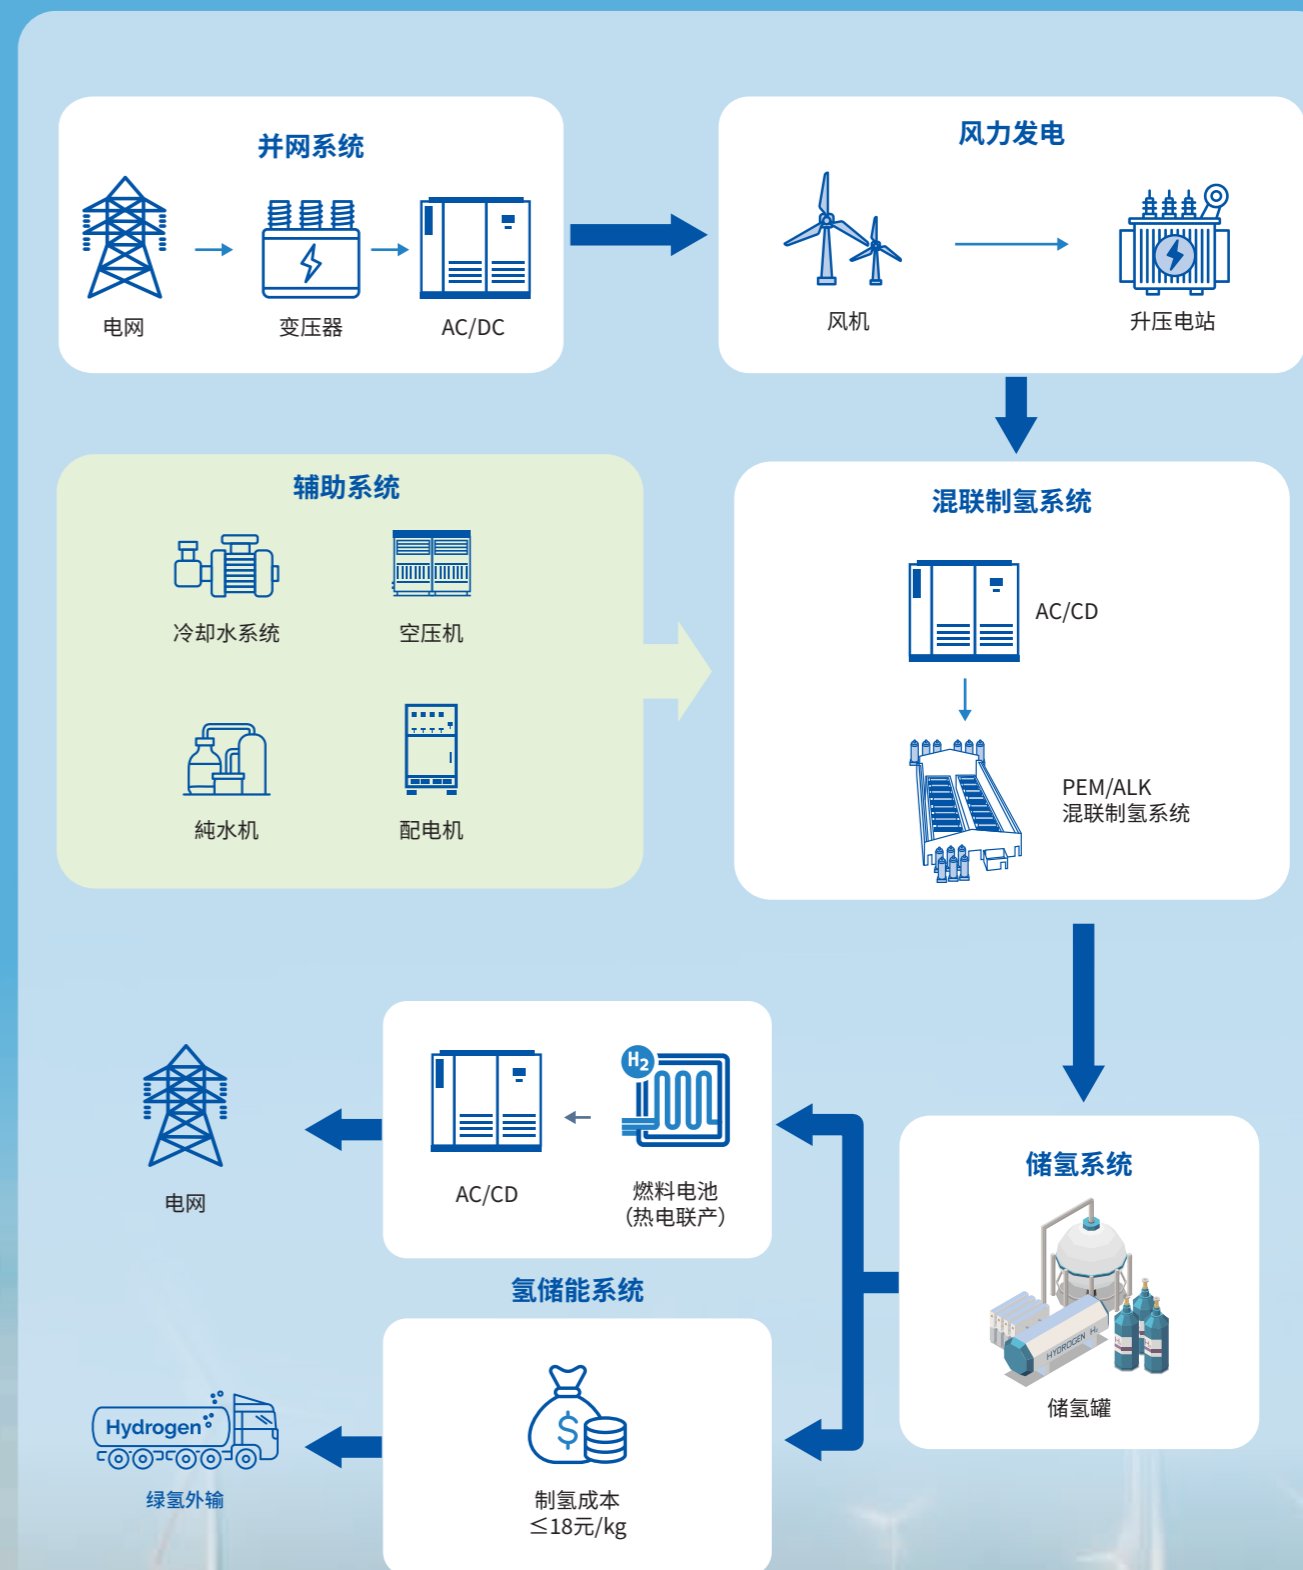 并网系统
电网
变压器
AC/DC
风力发电
风机
升压电站
辅助系统
冷却水系统
空压机
純水机
配电机
混联制氢系统
AC/CD
PEM/ALK
混联制氢系统
电网
AC/CD
H2
燃料电池
（热电联产）
储氢系统
HYDROGEN H₂
储氢罐
氢储能系统
Hydrogen
绿氢外输
$
制氢成本
≤18元/kg